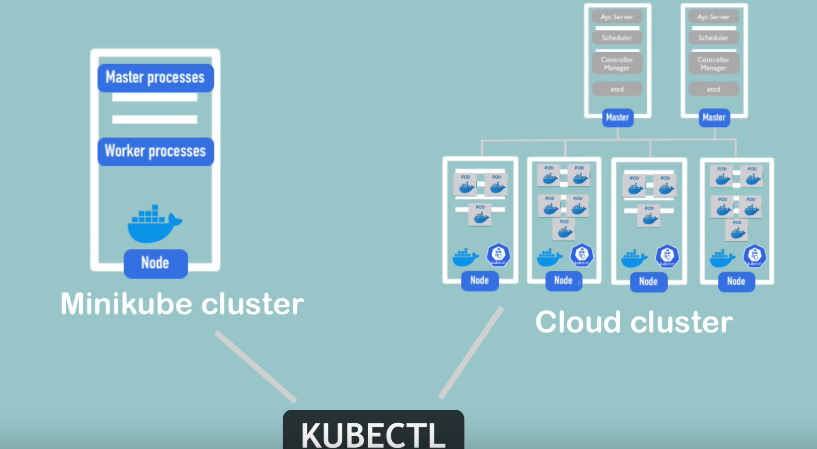 Master processes
Worker processes
Node
Minikube cluster
Api Server
Scheduler
Controller
Manager
etcd
Master
Api Server
Scheduler
Controller
Manager
etcd
Master
POD
POD
POD
Node
POD
POD
POD
POD
POD
Node
POD
POD
POD
Node
POD
POD
POD
POD
POD
Node
Cloud cluster
KUBECTL